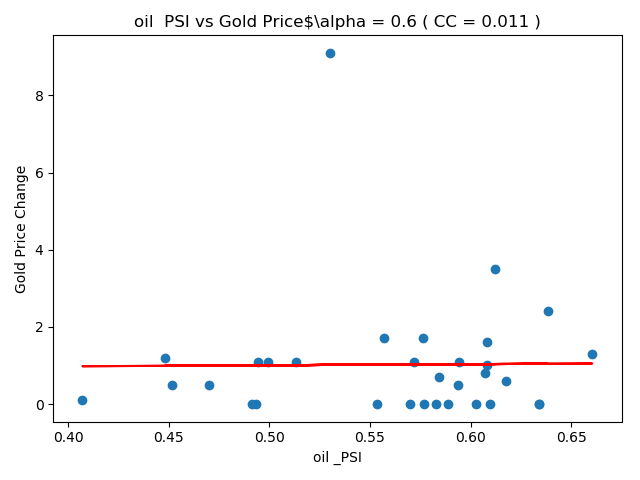 oil  PSI vs Gold Price$\alpha = 0.6 ( CC = 0.011 )
Gold Price Change
8
6
4
2
0
0.40 0.45 0.50 0.55 0.60 0.65
oil _PSI